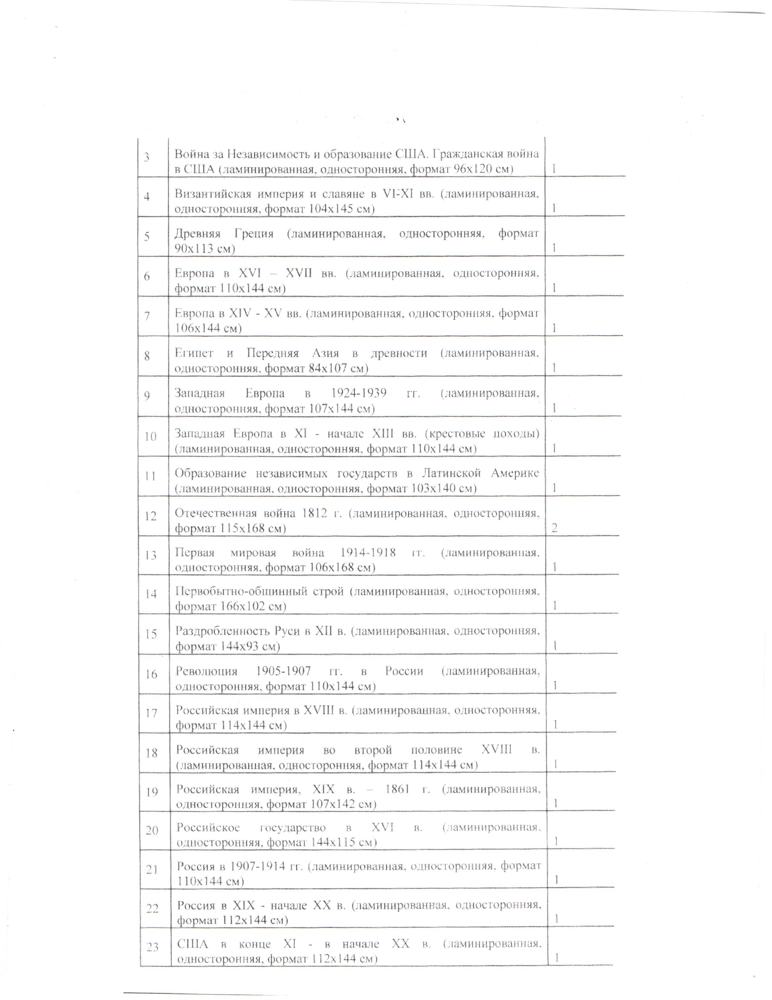 3 Война за Независимость и образование США. Гражданская война
в США (ламинированная, односторонняя, формат 96х120 см) 1
4 Византийская империя и славяне в VI-XI вв. (ламинированная,
односторонняя, формат 104х145 см) 1
5 Древняя Греция (ламинированная, односторонняя, формат
90х113 см) 1
6 Европа в XVI – XVII вв. (ламинированная, односторонняя,
формат 110х144 см) 1
7 Европа в XIV - XV вв. (ламинированная, односторонняя, формат
106х144 см) 1
8 Египет и Передняя Азия в древности (ламинированная,
односторонняя, формат 84х107 см) 1
9 Западная Европа в 1924-1939 гг. (ламинированная,
односторонняя, формат 107х144 см) 1
10 Западная Европа в XI - начале XIII вв. (крестовые походы)
(ламинированная, односторонняя, формат 110х144 см) 1
11 Образование независимых государств в Латинской Америке
(ламинированная, односторонняя, формат 103х140 см) 1
12 Отечественная война 1812 г. (ламинированная, односторонняя,
формат 115х168 см) 2
13 Первая мировая война 1914-1918 гг. (ламинированная,
односторонняя, формат 106х168 см) 1
14 Первобытно-общинный строй (ламинированная, односторонняя,
формат 166х102 см) 1
15 Раздробленность Руси в XII в. (ламинированная, односторонняя,
формат 144х93 см) 1
16 Революция 1905-1907 гг. в России (ламинированная,
односторонняя, формат 110х144 см) 1
17 Российская империя в XVIII в. (ламинированная, односторонняя,
формат 114х144 см) 1
18 Российская империя во второй половине XVIII в.
(ламинированная, односторонняя, формат 114х144 см) 1
19 Российская империя, XIX в. – 1861 г. (ламинированная,
односторонняя, формат 107х142 см) 1
20 Российское государство в XVI в. (ламинированная,
односторонняя, формат 144х115 см) 1
21 Россия в 1907-1914 гг. (ламинированная, односторонняя, формат
110х144 см) 1
22 Россия в XIX - начале XX в. (ламинированная, односторонняя,
формат 112х144 см) 1
23 США в конце XI - в начале XX в. (ламинированная,
односторонняя, формат 112х144 см) 1